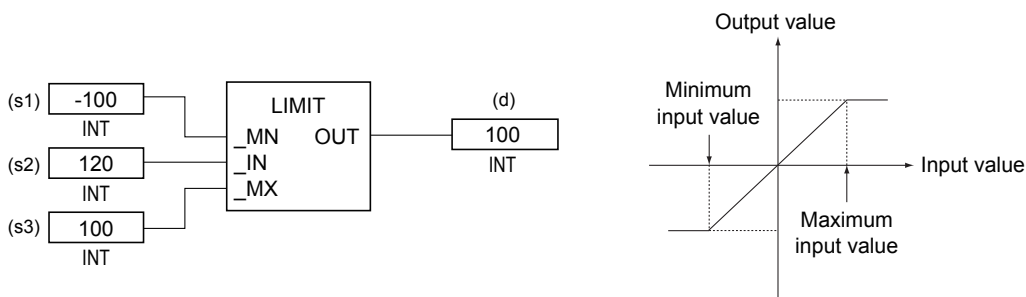 (s1) -100
INT
(s2) 120
INT
(s3) 100
INT
LIMIT
_MN OUT
_IN
_MX
(d)
100
INT
Output value
Minimum
input value
Input value
Maximum
input value